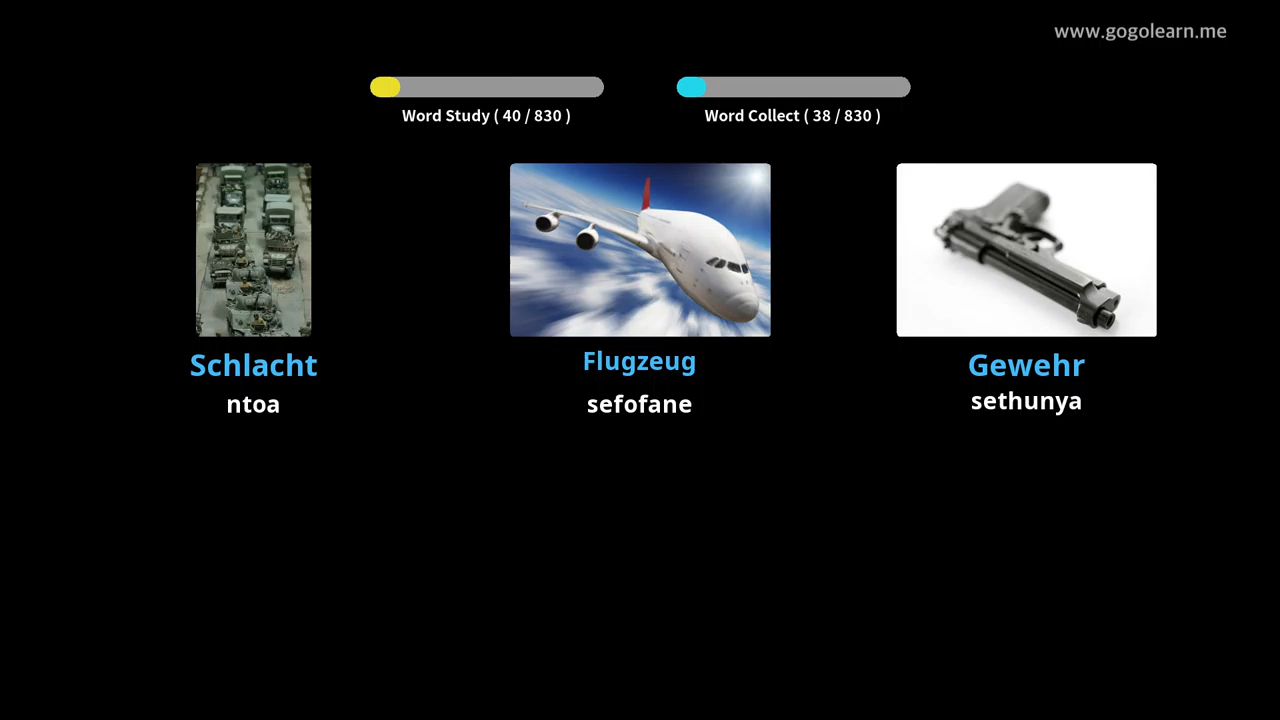 www.gogolearn.me
Word Study ( 40 / 830 )
Word Collect ( 38 / 830 )
Schlacht
ntoa
Flugzeug
sefofane
Gewehr
sethunya